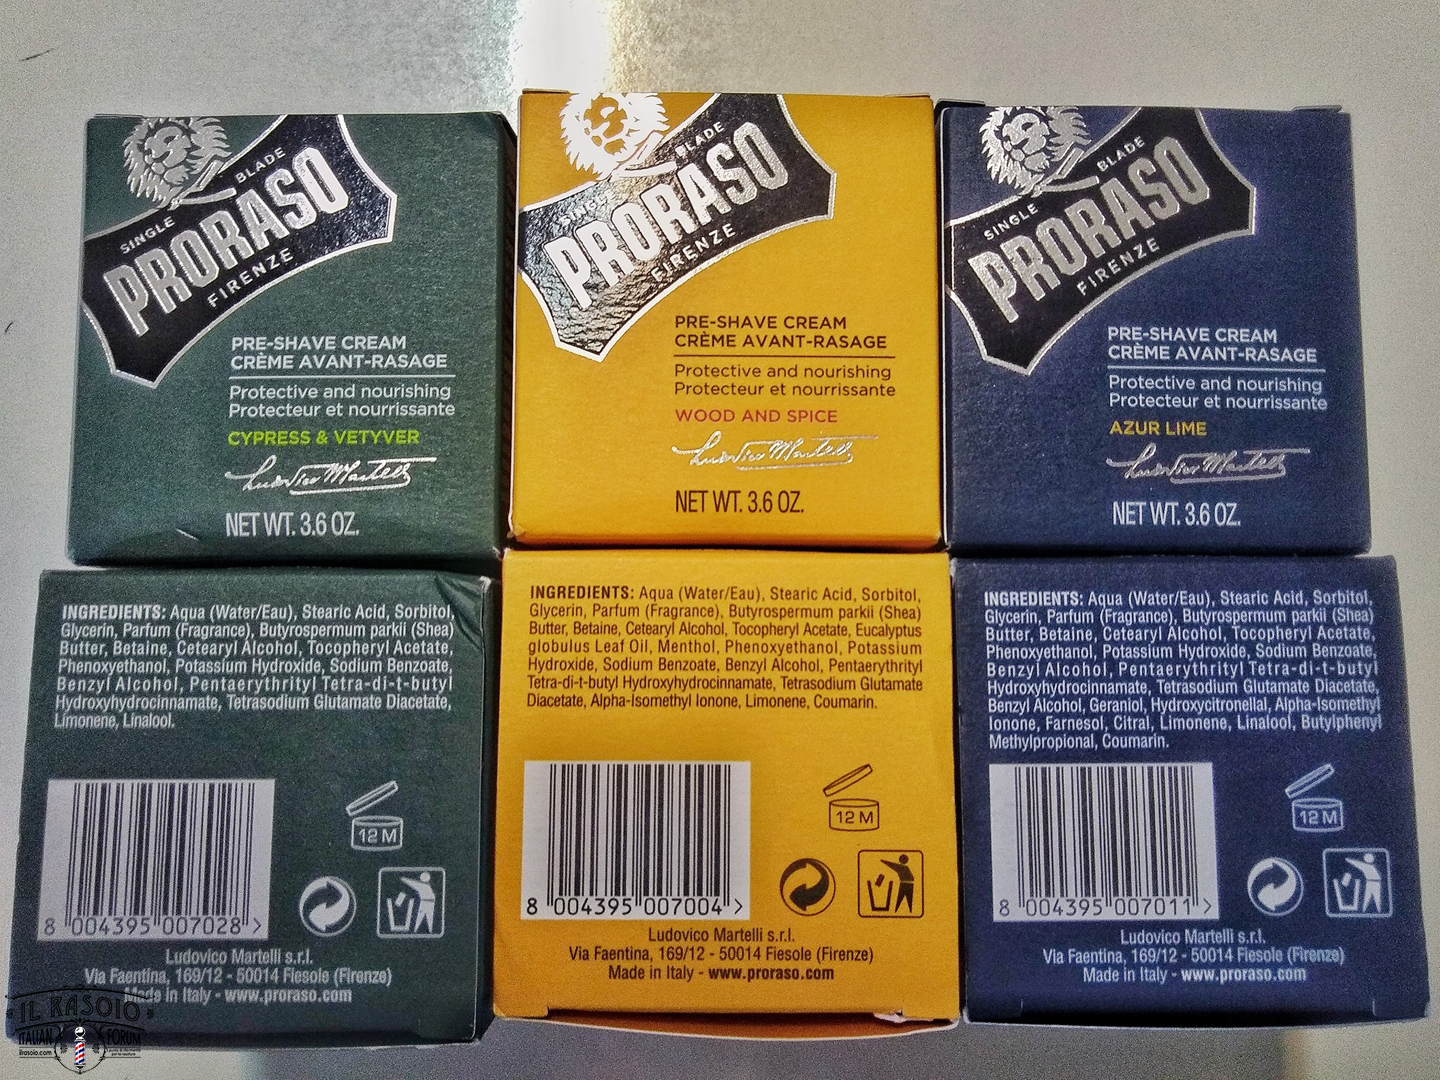 SINGLE BLADE
PRORASO
FIRENZE
PRE-SHAVE CREAM
CRÈME AVANT-RASAGE
Protective and nourishing
Protecteur et nourrissante
CYPRESS & VETYVER
Ludovico Martelli
NET WT. 3.6 OZ.
SINGLE BLADE
PRORASO
FIRENZE
PRE-SHAVE CREAM
CRÈME AVANT-RASAGE
Protective and nourishing
Protecteur et nourrissante
WOOD AND SPICE
Ludovico Martelli
NET WT. 3.6 OZ.
SINGLE BLADE
PRORASO
FIRENZE
PRE-SHAVE CREAM
CRÈME AVANT-RASAGE
Protective and nourishing
Protecteur et nourrissante
AZUR LIME
Ludovico Martelli
NET WT. 3.6 OZ.
INGREDIENTS: Aqua (Water/Eau), Stearic Acid, Sorbitol,
Glycerin, Parfum (Fragrance), Butyrospermum parkii (Shea)
Butter, Betaine, Cetearyl Alcohol, Tocopheryl Acetate,
Phenoxyethanol, Potassium Hydroxide, Sodium Benzoate,
Benzyl Alcohol, Pentaerythrityl Tetra-di-t-butyl
Hydroxyhydrocinnamate, Tetrasodium Glutamate Diacetate,
Limonene, Linalool.
12 M
8 004395 007028 >
Ludovico Martelli s.r.l.
Via Faentina, 169/12 - 50014 Fiesole (Firenze)
Made in Italy - www.proraso.com
INGREDIENTS: Aqua (Water/Eau), Stearic Acid, Sorbitol,
Glycerin, Parfum (Fragrance), Butyrospermum parkii (Shea)
Butter, Betaine, Cetearyl Alcohol, Tocopheryl Acetate, Eucalyptus
globulus Leaf Oil, Menthol, Phenoxyethanol, Potassium
Hydroxide, Sodium Benzoate, Benzyl Alcohol, Pentaerythrityl
Tetra-di-t-butyl Hydroxyhydrocinnamate, Tetrasodium Glutamate
Diacetate, Alpha-Isomethyl Ionone, Limonene, Coumarin.
12 M
8 004395 007004 >
Ludovico Martelli s.r.l.
Via Faentina, 169/12 - 50014 Fiesole (Firenze)
Made in Italy - www.proraso.com
INGREDIENTS: Aqua (Water/Eau), Stearic Acid, Sorbitol,
Glycerin, Parfum (Fragrance), Butyrospermum parkii (Shea)
Butter, Betaine, Cetearyl Alcohol, Tocopheryl Acetate,
Phenoxyethanol, Potassium Hydroxide, Sodium Benzoate,
Benzyl Alcohol, Pentaerythrityl Tetra-di-t-butyl
Hydroxyhydrocinnamate, Tetrasodium Glutamate Diacetate,
Benzyl Alcohol, Geraniol, Hydroxycitronellal, Alpha-Isomethyl
Ionone, Farnesol, Citral, Limonene, Linalool, Butylphenyl
Methylpropional, Coumarin.
12 M
8 004395 007011 >
Ludovico Martelli s.r.l.
Via Faentina, 169/12 - 50014 Fiesole (Firenze)
Made in Italy - www.proraso.com
IL RASOIO
ITALIAN FORUM
ilrasoio.com